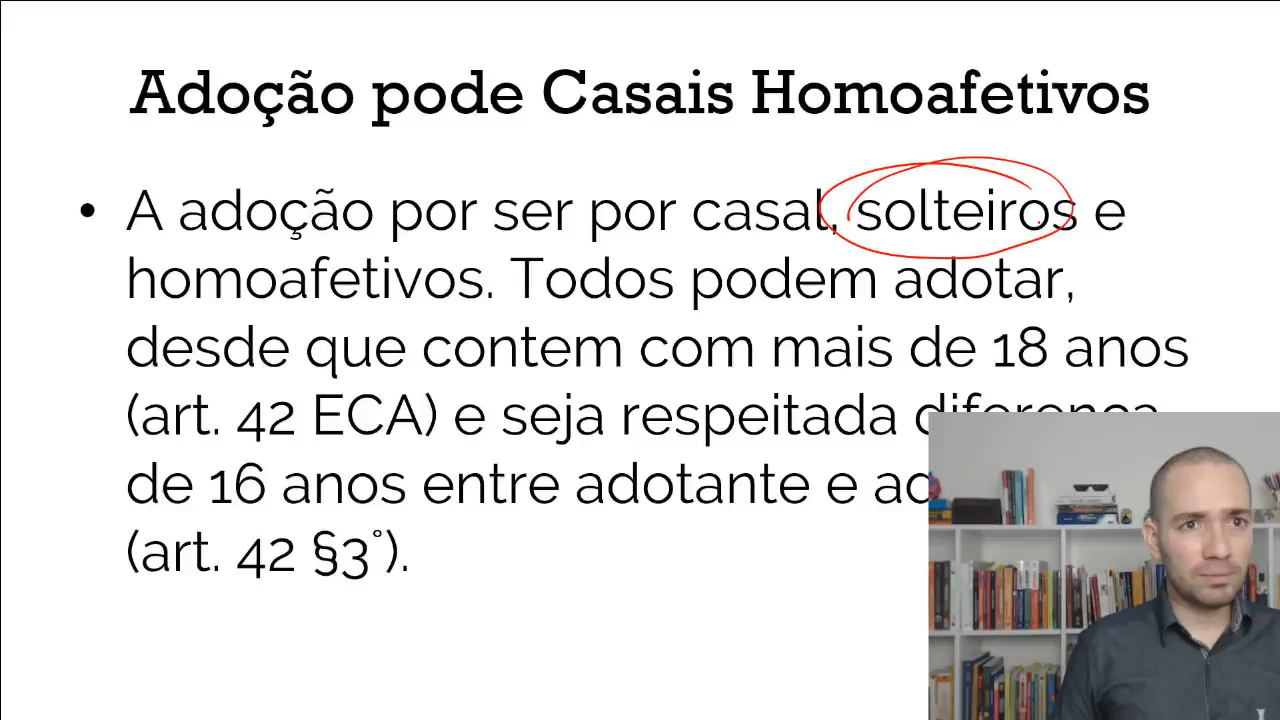 Adoção pode Casais Homoafetivos
• A adoção por ser por casal, solteiros e
homoafetivos. Todos podem adotar,
desde que contem com mais de 18 anos
(art. 42 ECA) e seja respeitada diferença
de 16 anos entre adotante e
(art. 42 §3°).